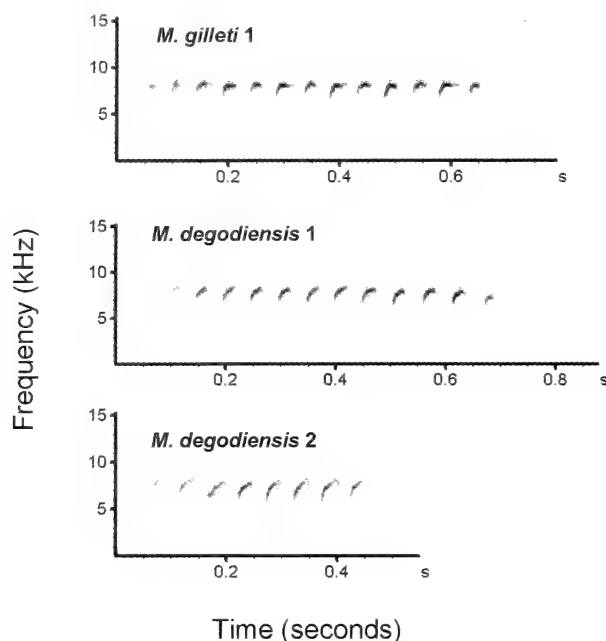 15
M. gilleti 1
10
5
0.2
0.4
0.6
s
15
M. degodiensis 1
10
5
0.2
0.4
0.6
0.8
s
15
M. degodiensis 2
10
5
0.2
0.4
s
Frequency (kHz)
Time (seconds)